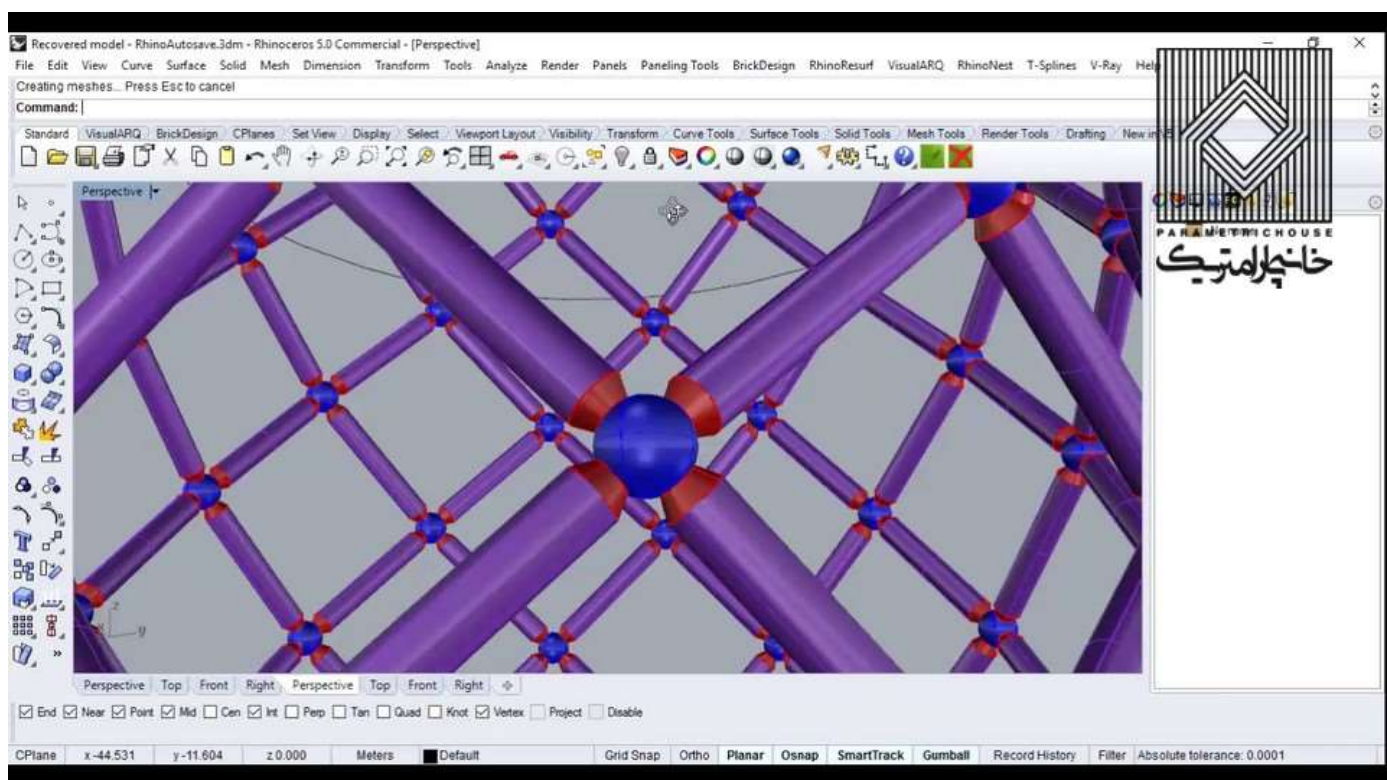 Recovered model - RhinoAutosave.3dm - Rhinoceros 5.0 Commercial - [Perspective]
File Edit View Curve Surface Solid Mesh Dimension Transform Tools Analyze Render Panels Paneling Tools BrickDesign RhinoResurf VisualARQ RhinoNest T-Splines V-Ray Help
Creating meshes... Press Esc to cancel
Command:
Standard VisualARQ BrickDesign CPlanes Set View Display Select Viewport Layout Visibility Transform Curve Tools Surface Tools Solid Tools Mesh Tools Render Tools Drafting New in
Perspective
PARAMETRICHOUSE
خانه پارامتریک
z
y
x
Perspective Top Front Right Perspective Top Front Right
End Near Point Mid Cen Int Perp Tan Quad Knot Vertex Project Disable
CPlane x -44.531 y -11.604 z 0.000 Meters Default Grid Snap Ortho Planar Osnap SmartTrack Gumball Record History Filter Absolute tolerance: 0.0001